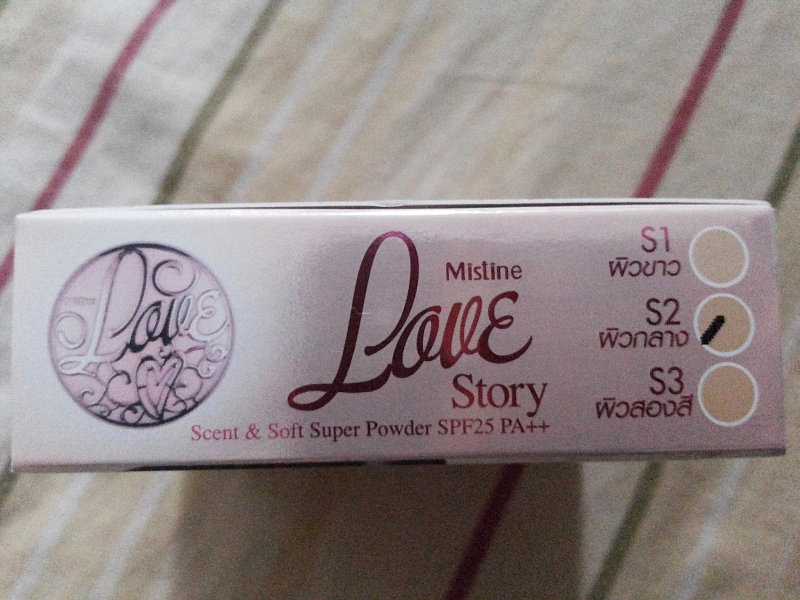 Love
Mistine
Love
Story
Scent & Soft Super Powder SPF25 PA++
S1
ผิวขาว
S2
ผิวกลาง
S3
ผิวสองสี